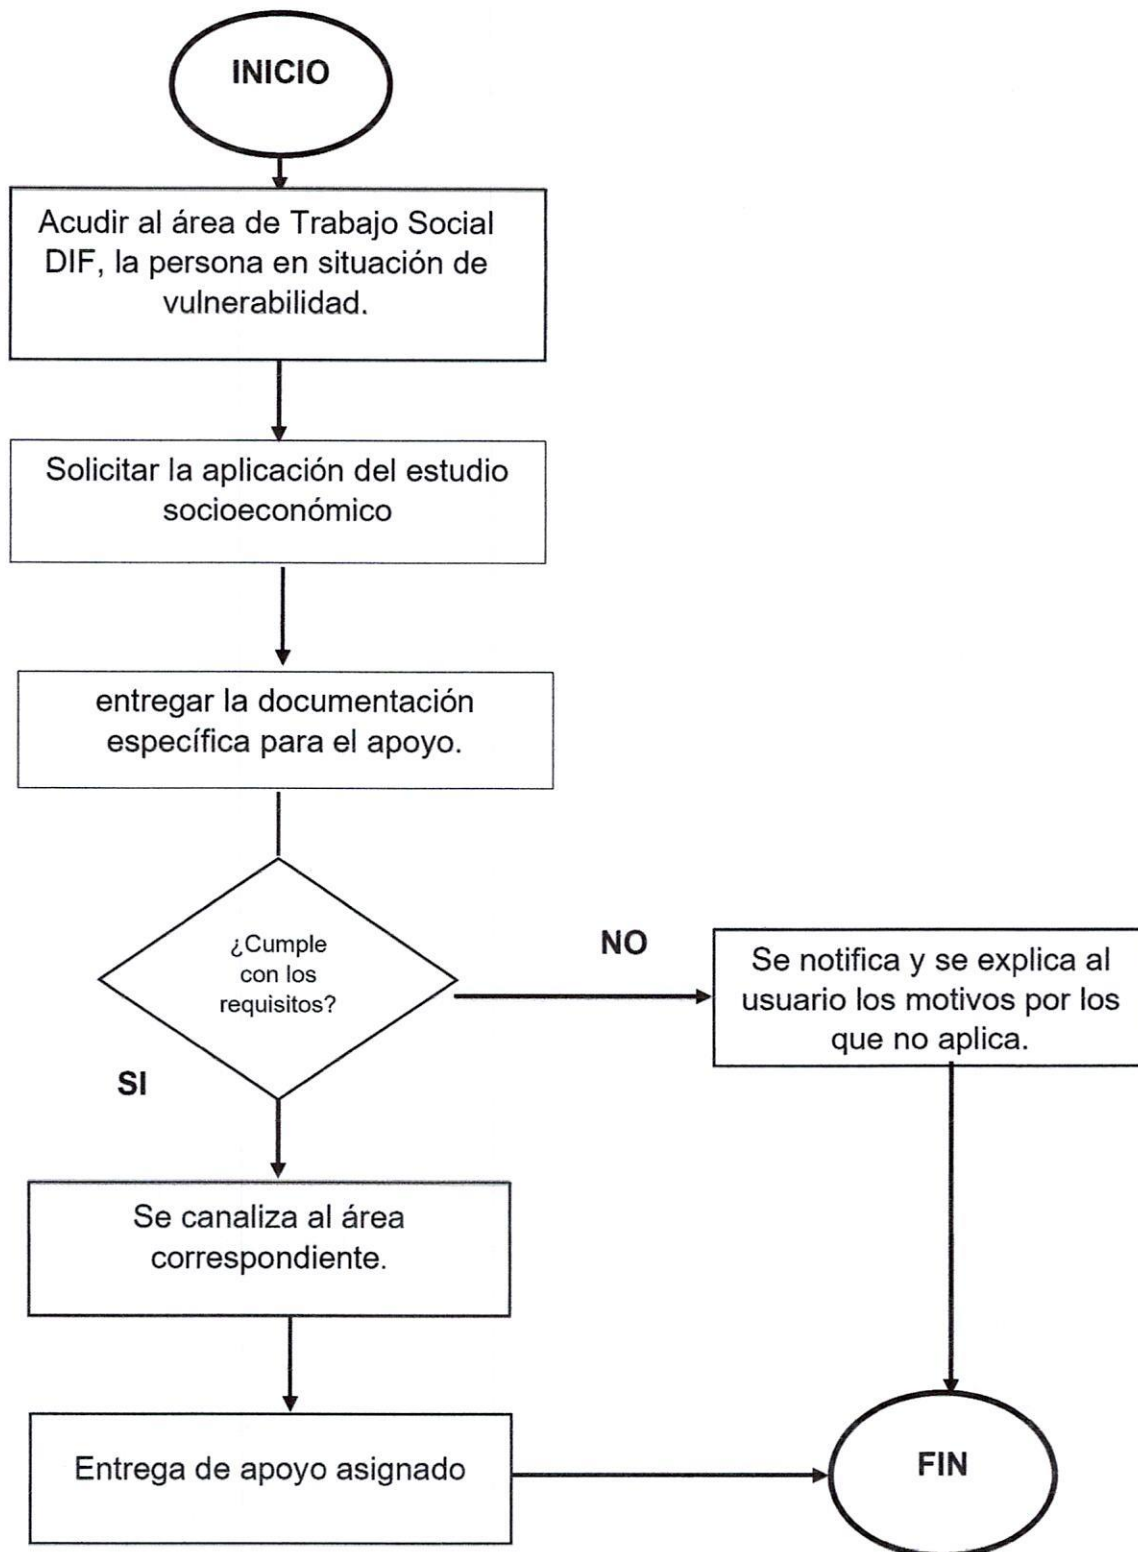 INICIO
Acudir al área de Trabajo Social
DIF, la persona en situación de
vulnerabilidad.
Solicitar la aplicación del estudio
socioeconómico
entregar la documentación
específica para el apoyo.
¿Cumple
con los
requisitos?
NO
Se notifica y se explica al
usuario los motivos por los
que no aplica.
SI
Se canaliza al área
correspondiente.
Entrega de apoyo asignado
FIN